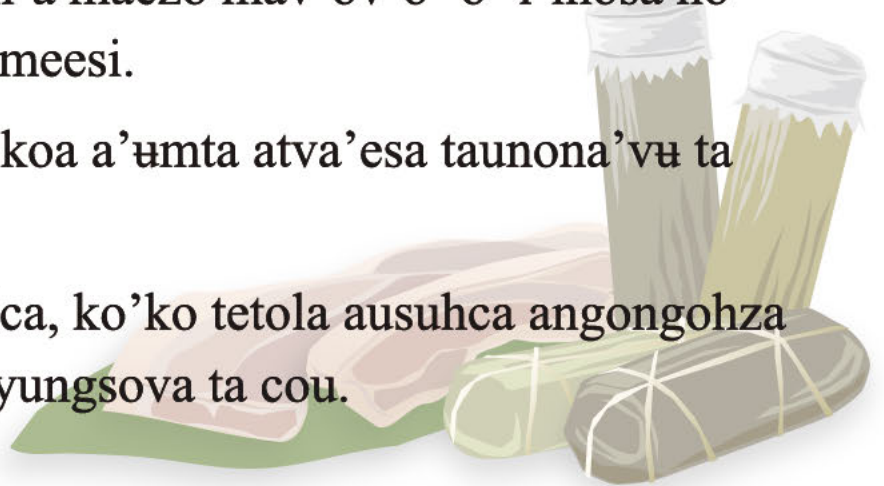 meesi.
koa a’ʉmta atva’esa taunona’vʉ ta
ca, ko’ko tetola ausuhca angongohza
yungsova ta cou.